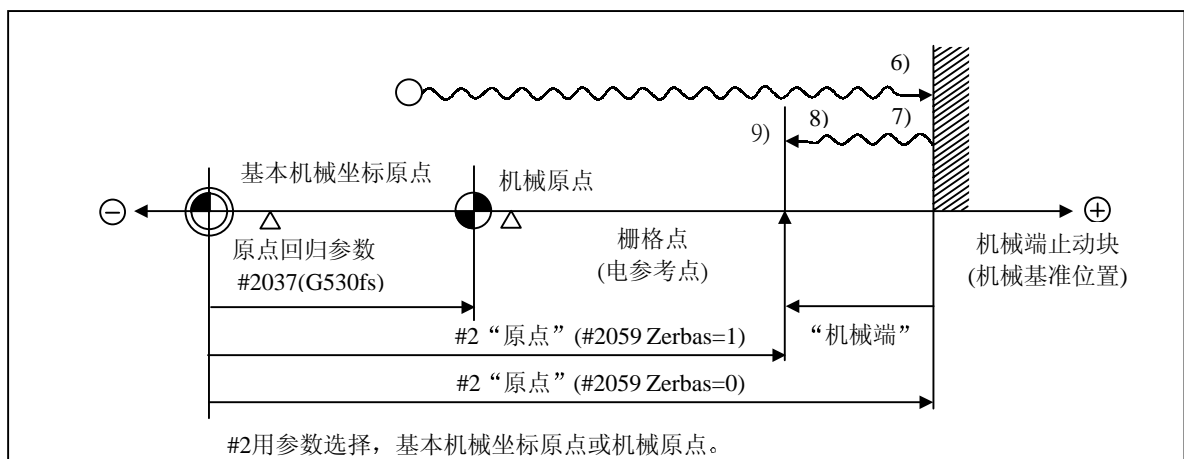 6)
9)
8)
7)
基本机械坐标原点
机械原点
原点回归参数
#2037(G530fs)
栅格点
(电参考点)
机械端止动块
(机械基准位置)
#2“原点”(#2059 Zerbas=1)
“机械端”
#2“原点”(#2059 Zerbas=0)
#2用参数选择，基本机械坐标原点或机械原点。